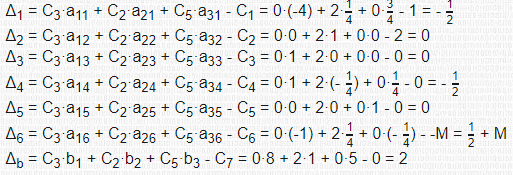 Δ₁ = C₃·a₁₁ + C₂·a₂₁ + C₅·a₃₁ - C₁ = 0·(-4) + 2·1/4 + 0·3/4 - 1 = - 1/2
Δ₂ = C₃·a₁₂ + C₂·a₂₂ + C₅·a₃₂ - C₂ = 0·0 + 2·1 + 0·0 - 2 = 0
Δ₃ = C₃·a₁₃ + C₂·a₂₃ + C₅·a₃₃ - C₃ = 0·1 + 2·0 + 0·0 - 0 = 0
Δ₄ = C₃·a₁₄ + C₂·a₂₄ + C₅·a₃₄ - C₄ = 0·1 + 2·(- 1/4) + 0·1/4 - 0 = - 1/2
Δ₅ = C₃·a₁₅ + C₂·a₂₅ + C₅·a₃₅ - C₅ = 0·0 + 2·0 + 0·1 - 0 = 0
Δ₆ = C₃·a₁₆ + C₂·a₂₆ + C₅·a₃₆ - C₆ = 0·(-1) + 2·1/4 + 0·(- 1/4) - -M = 1/2 + M
Δb = C₃·b₁ + C₂·b₂ + C₅·b₃ - C₇ = 0·8 + 2·1 + 0·5 - 0 = 2